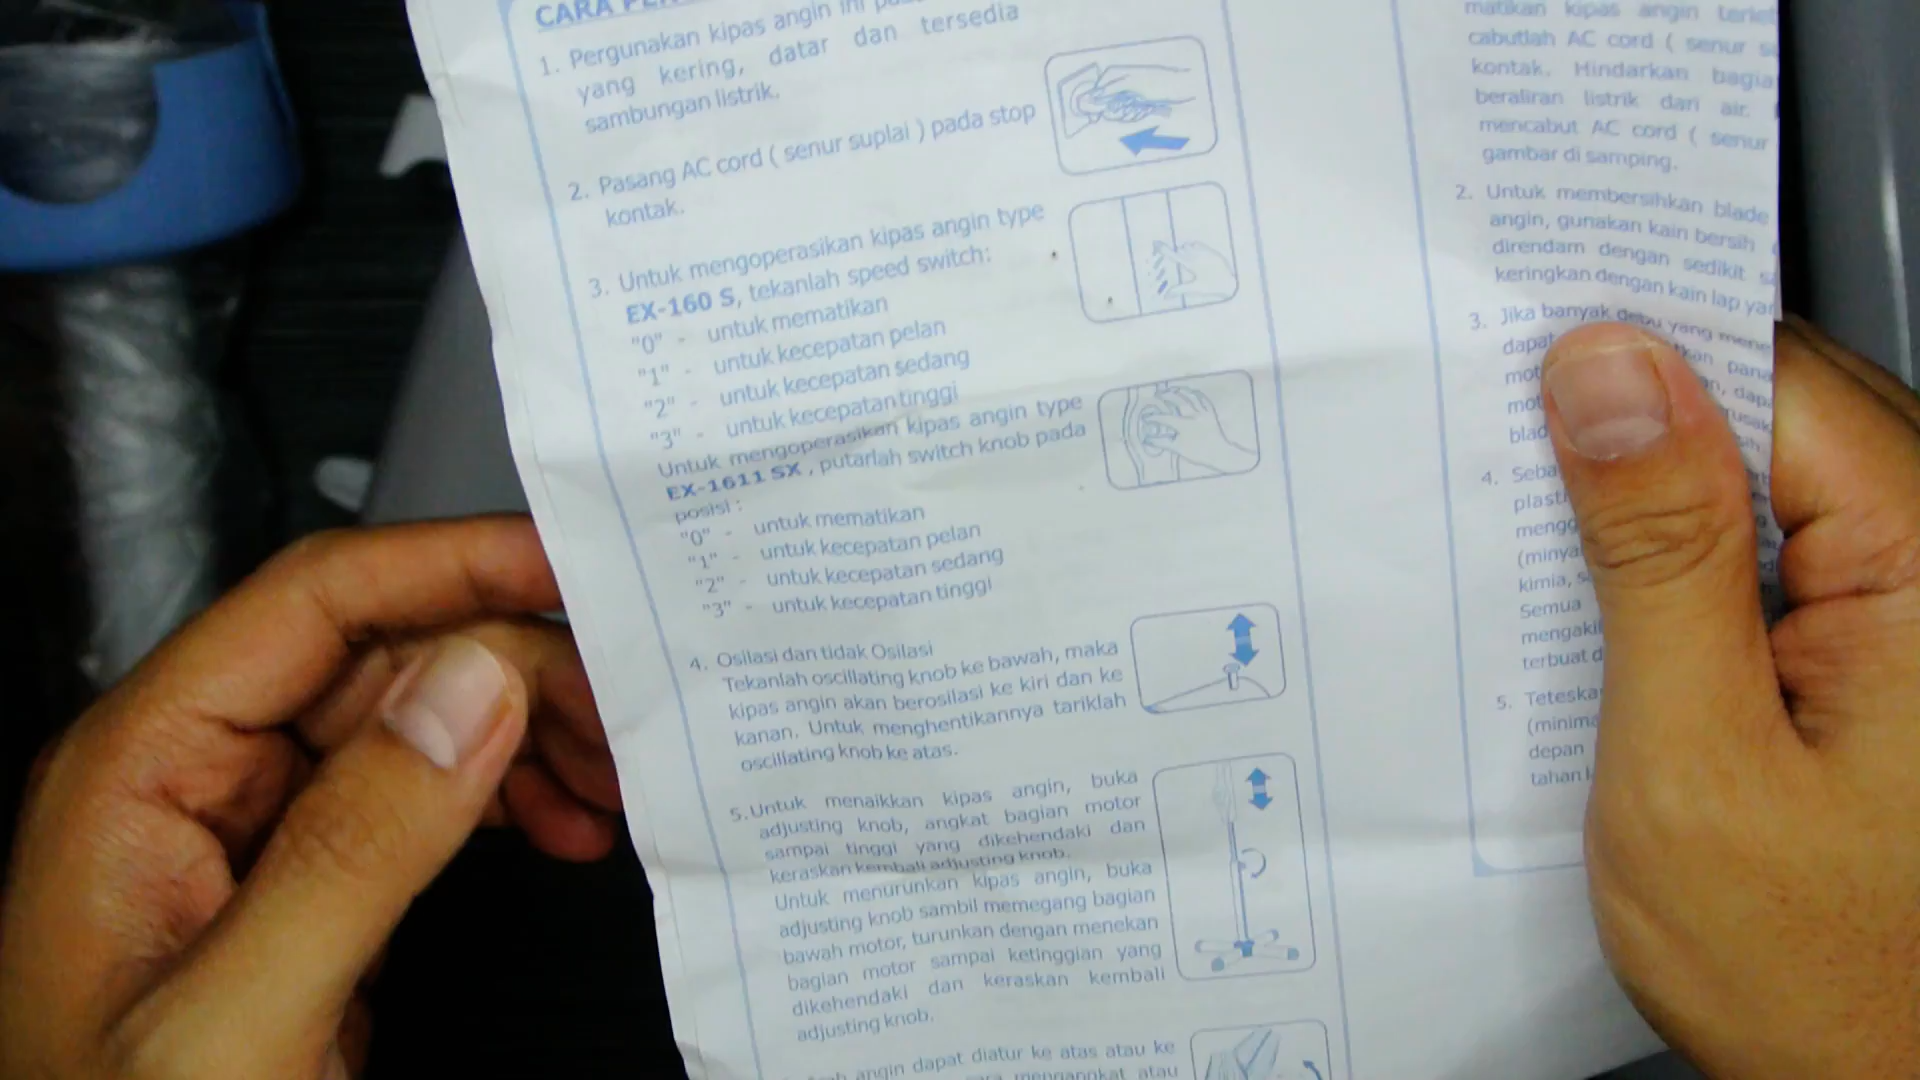 CARA
1. Pergunakan kipas angin ini
yang kering, datar dan tersedia
sambungan listrik.
2. Pasang AC cord ( senur suplai ) pada stop
kontak.
3. Untuk mengoperasikan kipas angin type
EX-160 S, tekanlah speed switch:
"0" - untuk mematikan
"1" - untuk kecepatan pelan
"2" - untuk kecepatan sedang
"3" - untuk kecepatan tinggi
Untuk mengoperasikan kipas angin type
EX-1611 SX , putarlah switch knob pada
posisi :
"0" - untuk mematikan
"1" - untuk kecepatan pelan
"2" - untuk kecepatan sedang
"3" - untuk kecepatan tinggi
4. Osilasi dan tidak Osilasi
Tekanlah oscillating knob ke bawah, maka
kipas angin akan berosilasi ke kiri dan ke
kanan. Untuk menghentikannya tariklah
oscillating knob ke atas.
5. Untuk menaikkan kipas angin, buka
adjusting knob, angkat bagian motor
sampai tinggi yang dikehendaki dan
keraskan kembali adjusting knob.
Untuk menurunkan kipas angin, buka
adjusting knob sambil memegang bagian
bawah motor, turunkan dengan menekan
bagian motor sampai ketinggian yang
dikehendaki dan keraskan kembali
adjusting knob.
angin dapat diatur ke atas atau ke
mengangkat atau
matikan kipas angin
cabutlah AC cord ( senur
kontak. Hindarkan
beraliran listrik dari air.
mencabut AC cord ( senur
gambar di samping.
2. Untuk membersihkan blade
angin, gunakan kain bersih
direndam dengan sedikit
keringkan dengan kain lap
3. Jika banyak debu yang
dapat
4.
kimia,
Semua
terbuat
5.
depan
tahan